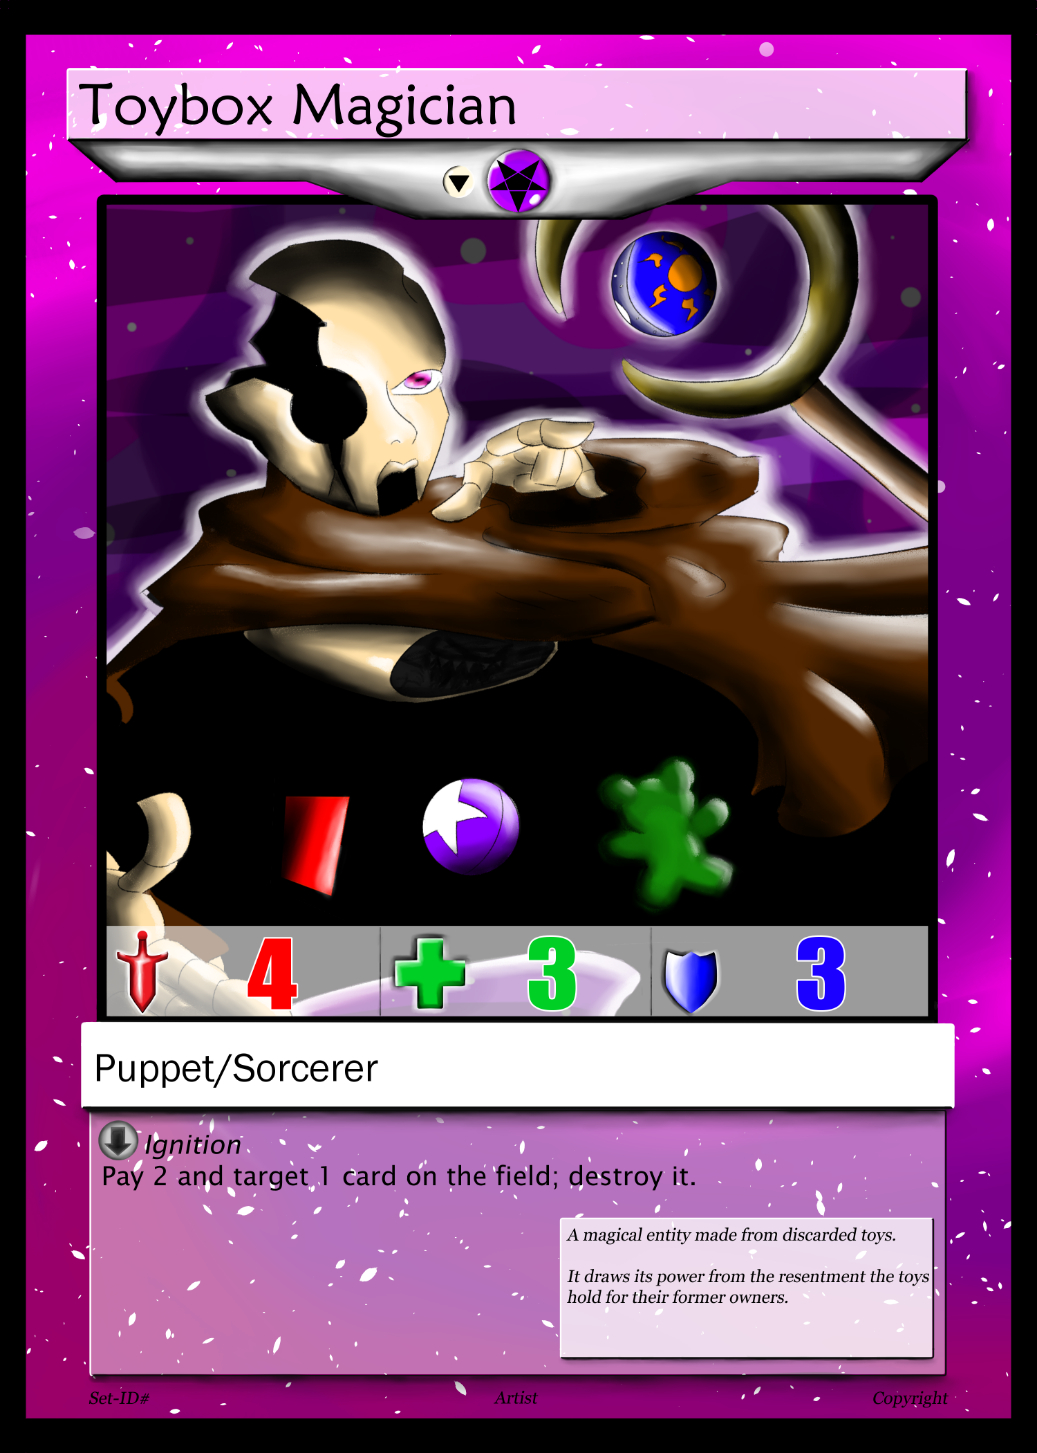 Toybox Magician
4 3 3
Puppet/Sorcerer
Ignition
Pay 2 and target 1 card on the field; destroy it.
A magical entity made from discarded toys.
It draws its power from the resentment the toys
hold for their former owners.
Set-ID# Artist Copyright